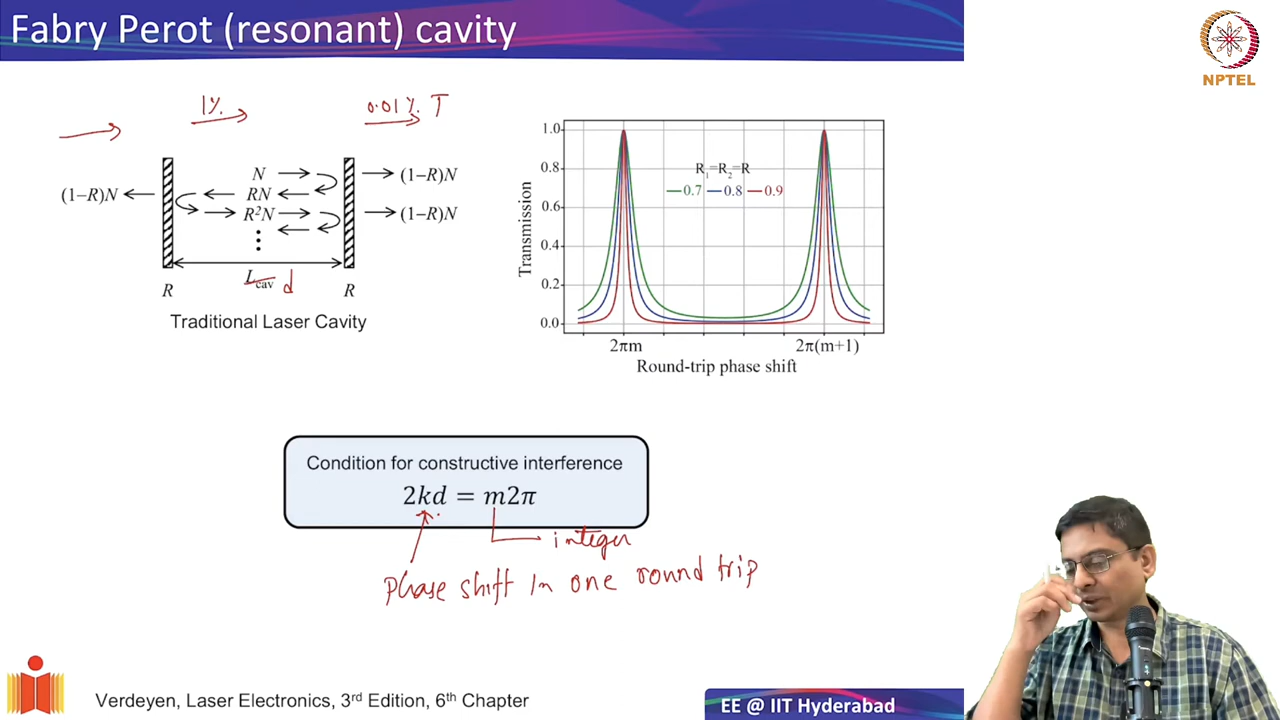 Fabry Perot (resonant) cavity
NPTEL
1%
0.01% T
N
(1−R)N
(1−R)N
RN
R²N
(1−R)N
L cav d
R
R
Traditional Laser Cavity
Transmission
1.0
0.8
0.6
0.4
0.2
0.0
R₁=R₂=R
0.7 0.8 0.9
2πm
2π(m+1)
Round-trip phase shift
Condition for constructive interference
2kd = m2π
integer
Phase shift in one round trip
Verdeyen, Laser Electronics, 3rd Edition, 6th Chapter
EE @ IIT Hyderabad